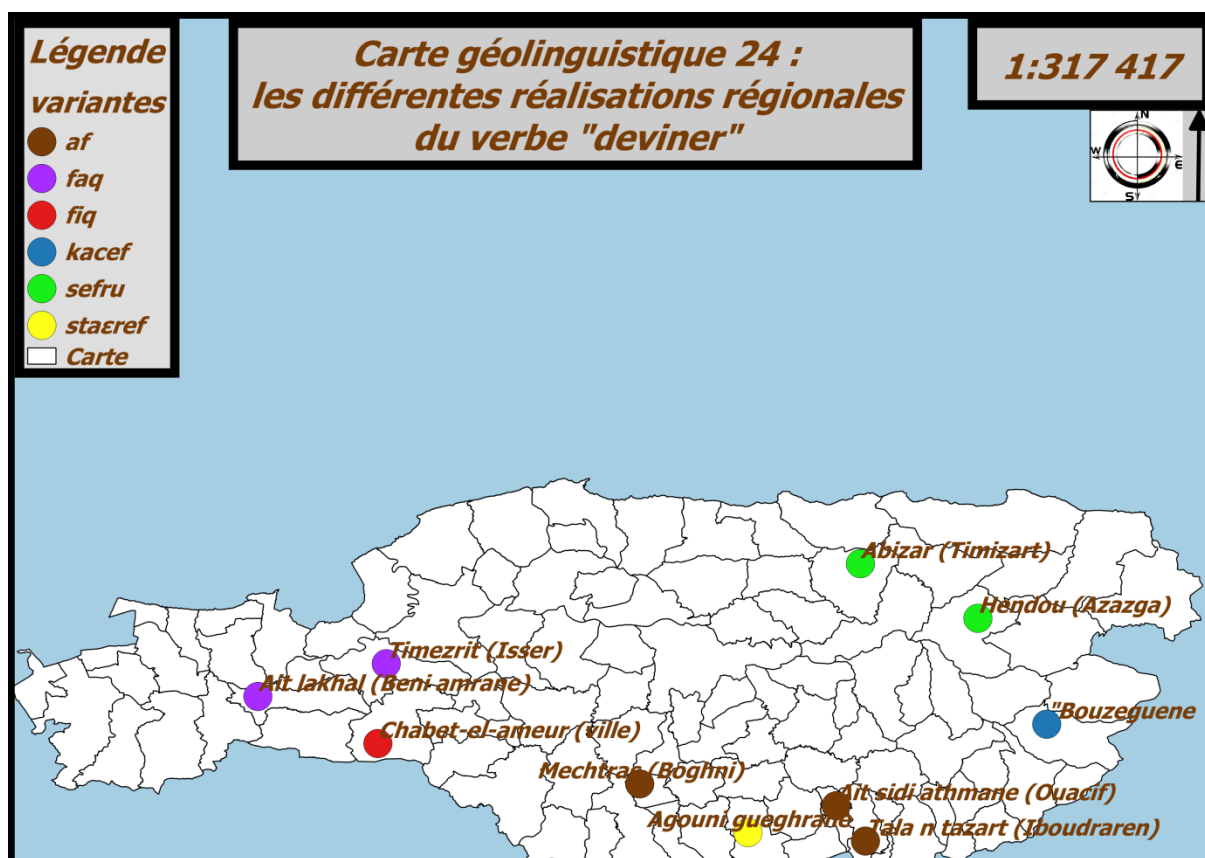 Légende
variantes
af
faq
fiq
kacef
sefru
staεref
Carte
Carte géolinguistique 24 :
les différentes réalisations régionales
du verbe "deviner"
1:317 417
N
W
E
S
Abizar (Timizart)
Hendou (Azazga)
Timezrit (Isser)
Ait lakhal (Beni amrane)
"Bouzeguene
Chabet-el-ameur (ville)
Mechtras (Boghni)
Ait sidi athmane (Ouacif)
Agouni gueghrane
Tala n tazart (Iboudraren)